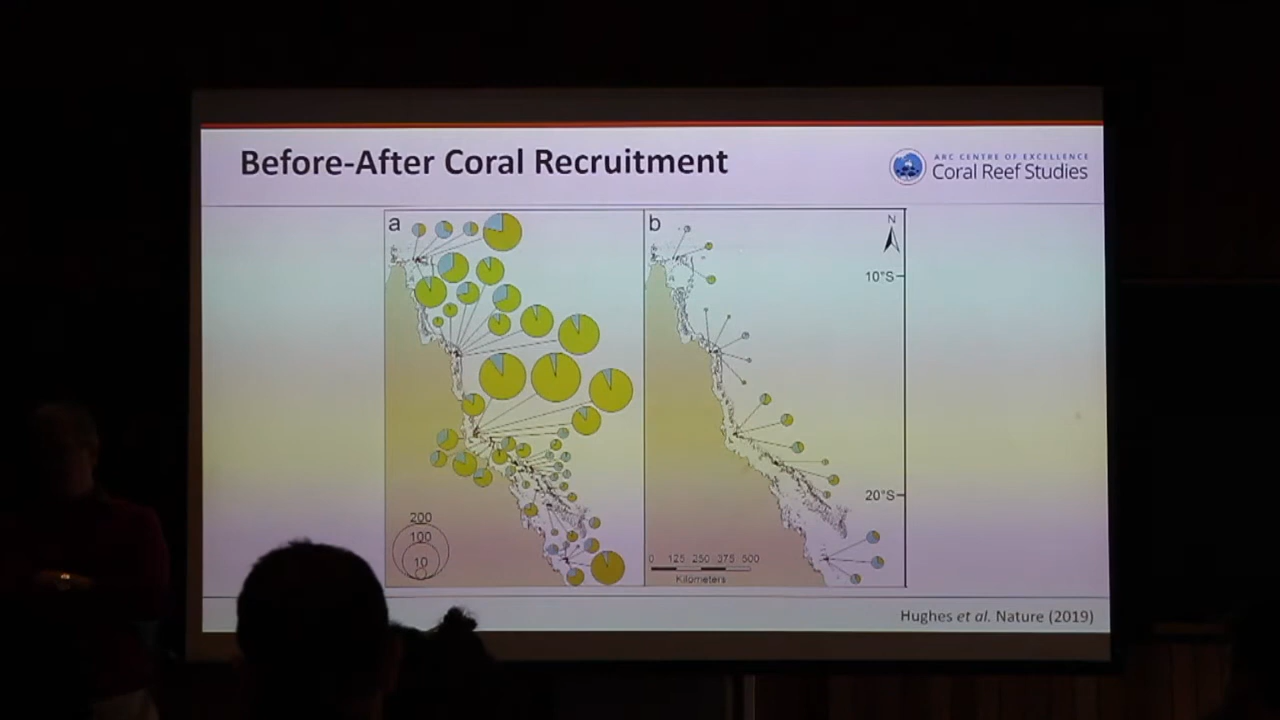 Before-After Coral Recruitment
ARC CENTRE OF EXCELLENCE
Coral Reef Studies
a
b
N
10°S
20°S
200
100
10
0 125 250 375 500
Kilometers
Hughes et al. Nature (2019)